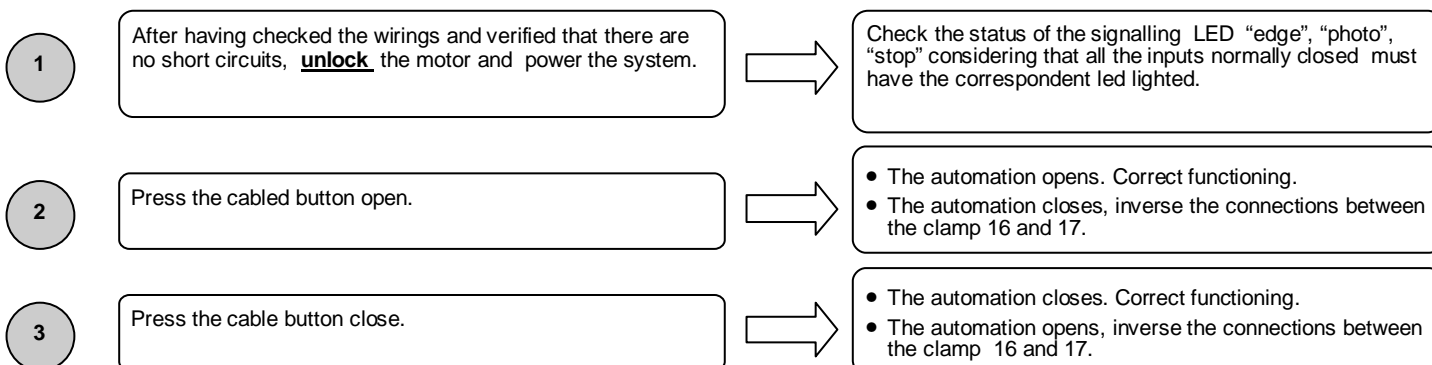 1
After having checked the wirings and verified that there are
no short circuits, unlock the motor and power the system.
Check the status of the signalling LED “edge”, “photo”,
“stop” considering that all the inputs normally closed must
have the correspondent led lighted.
2
Press the cabled button open.
• The automation opens. Correct functioning.
• The automation closes, inverse the connections between
the clamp 16 and 17.
3
Press the cable button close.
• The automation closes. Correct functioning.
• The automation opens, inverse the connections between
the clamp 16 and 17.